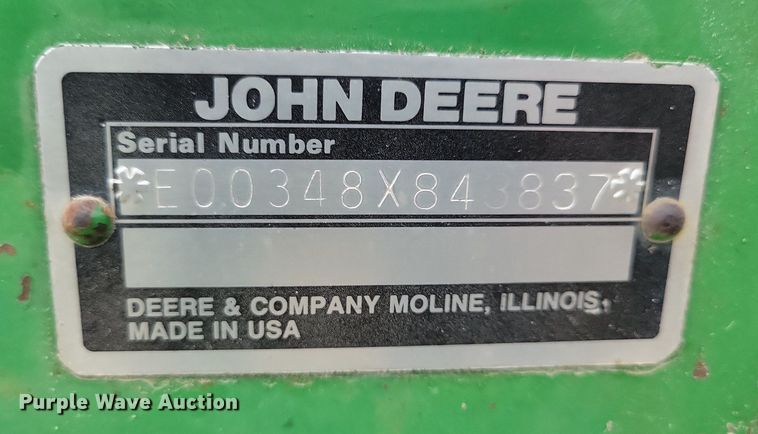 JOHN DEERE
Serial Number
*E00348X843837*
DEERE & COMPANY MOLINE, ILLINOIS
MADE IN USA
Purple Wave Auction